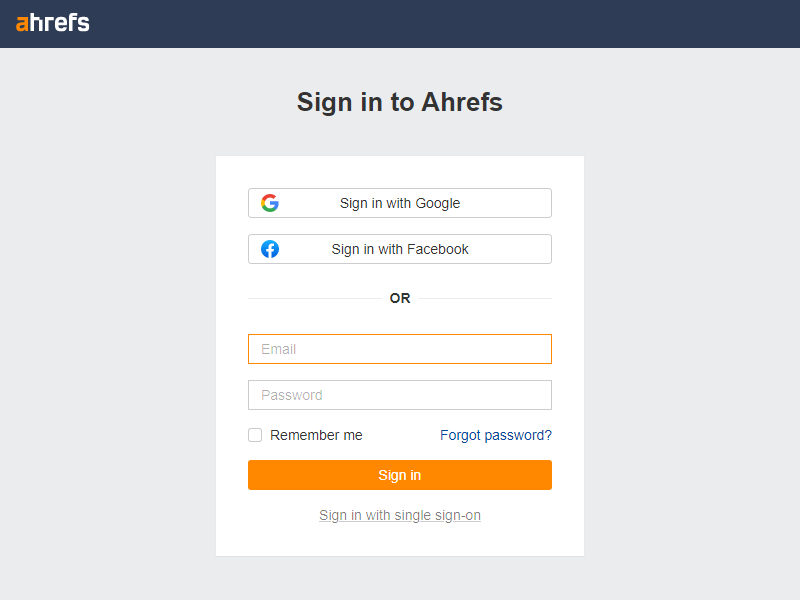 ahrefs
Sign in to Ahrefs
Sign in with Google
Sign in with Facebook
OR
Email
Password
Remember me
Forgot password?
Sign in
Sign in with single sign-on